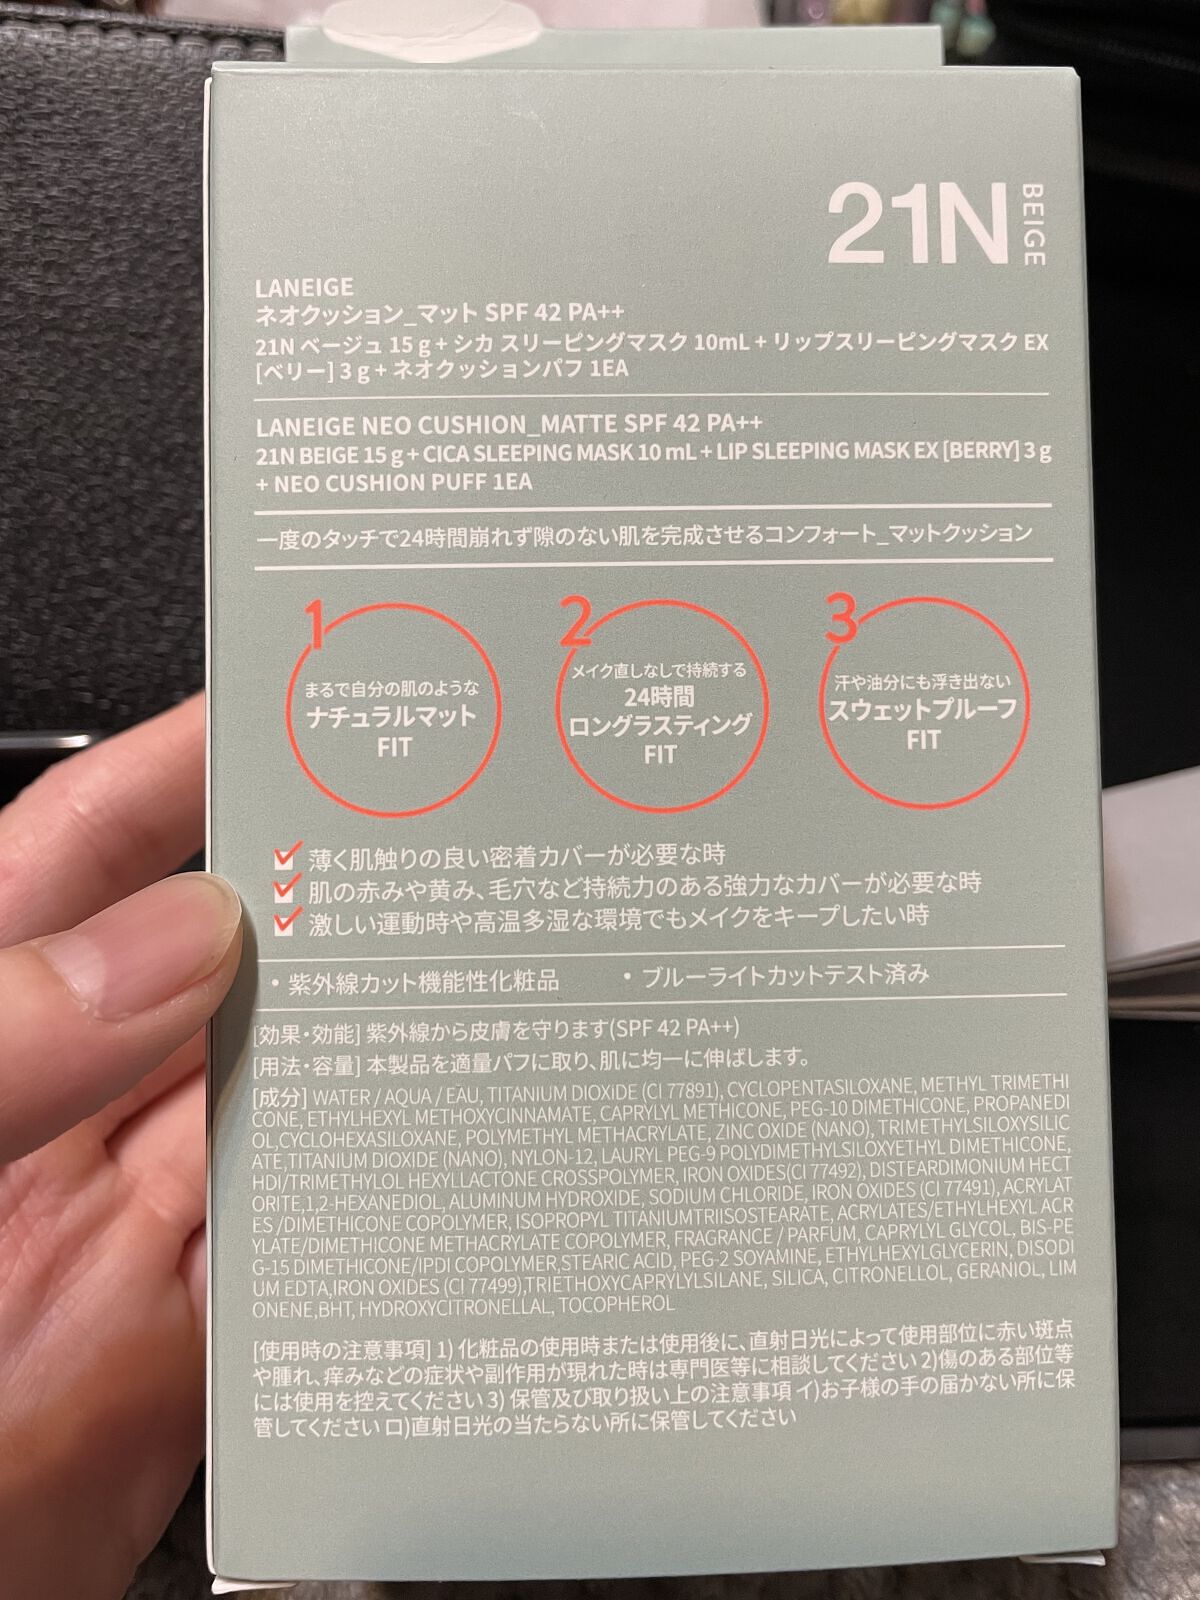 21N BEIGE
LANEIGE
ネオクッション_マット SPF 42 PA++
21N ベージュ 15 g + シカ スリーピングマスク 10mL + リップスリーピングマスク EX
[ベリー] 3 g + ネオクッションパフ 1EA
LANEIGE NEO CUSHION_MATTE SPF 42 PA++
21N BEIGE 15 g + CICA SLEEPING MASK 10 mL + LIP SLEEPING MASK EX [BERRY] 3 g
+ NEO CUSHION PUFF 1EA
一度のタッチで24時間崩れず隙のない肌を完成させるコンフォート_マットクッション
1
まるで自分の肌のような
ナチュラルマット
FIT
2
メイク直しなしで持続する
24時間
ロングラスティング
FIT
3
汗や油分にも浮き出ない
スウェットプルーフ
FIT
薄く肌触りの良い密着カバーが必要な時
肌の赤みや黄み、毛穴など持続力のある強力なカバーが必要な時
激しい運動時や高温多湿な環境でもメイクをキープしたい時
・紫外線カット機能性化粧品
・ブルーライトカットテスト済み
[効果・効能] 紫外線から皮膚を守ります(SPF 42 PA++)
[用法・容量] 本製品を適量パフに取り、肌に均一に伸ばします。
[成分] WATER / AQUA / EAU, TITANIUM DIOXIDE (CI 77891), CYCLOPENTASILOXANE, METHYL TRIMETHI
CONE, ETHYLHEXYL METHOXYCINNAMATE, CAPRYLYL METHICONE, PEG-10 DIMETHICONE, PROPANEDI
OL,CYCLOHEXASILOXANE, POLYMETHYL METHACRYLATE, ZINC OXIDE (NANO), TRIMETHYLSILOXYSILIC
ATE,TITANIUM DIOXIDE (NANO), NYLON-12, LAURYL PEG-9 POLYDIMETHYLSILOXYETHYL DIMETHICONE,
HDI/TRIMETHYLOL HEXYLLACTONE CROSSPOLYMER, IRON OXIDES(CI 77492), DISTEARDIMONIUM HECT
ORITE,1,2-HEXANEDIOL, ALUMINUM HYDROXIDE, SODIUM CHLORIDE, IRON OXIDES (CI 77491), ACRYLAT
ES /DIMETHICONE COPOLYMER, ISOPROPYL TITANIUMTRIISOSTEARATE, ACRYLATES/ETHYLHEXYL ACR
YLATE/DIMETHICONE METHACRYLATE COPOLYMER, FRAGRANCE / PARFUM, CAPRYLYL GLYCOL, BIS-PE
G-15 DIMETHICONE/IPDI COPOLYMER,STEARIC ACID, PEG-2 SOYAMINE, ETHYLHEXYLGLYCERIN, DISODI
UM EDTA,IRON OXIDES (CI 77499),TRIETHOXYCAPRYLYLSILANE, SILICA, CITRONELLOL, GERANIOL, LIM
ONENE,BHT, HYDROXYCITRONELLAL, TOCOPHEROL
[使用時の注意事項] 1) 化粧品の使用時または使用後に、直射日光によって使用部位に赤い斑点
や腫れ、痒みなどの症状や副作用が現れた時は専門医等に相談してください 2)傷のある部位等
には使用を控えてください 3) 保管及び取り扱い上の注意事項 イ)お子様の手の届かない所に保
管してください ロ)直射日光の当たらない所に保管してください